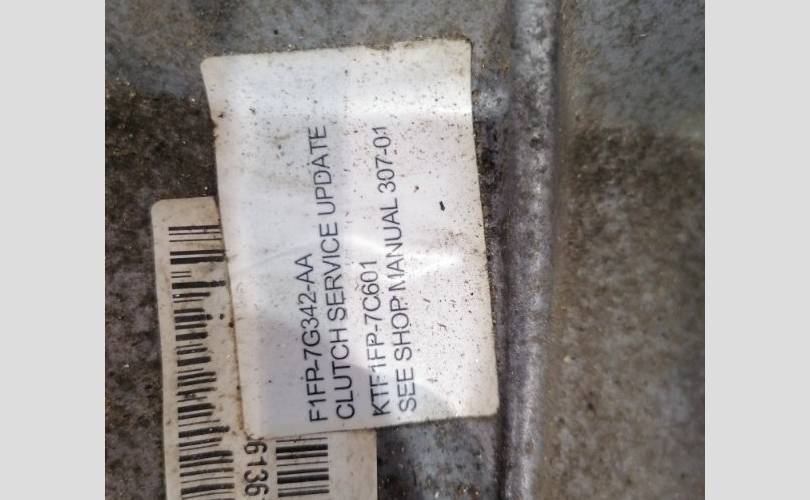 F1FP-7G342-AA
CLUTCH SERVICE UPDATE
KTF1FP-7C601
SEE SHOP MANUAL 307-01
6136